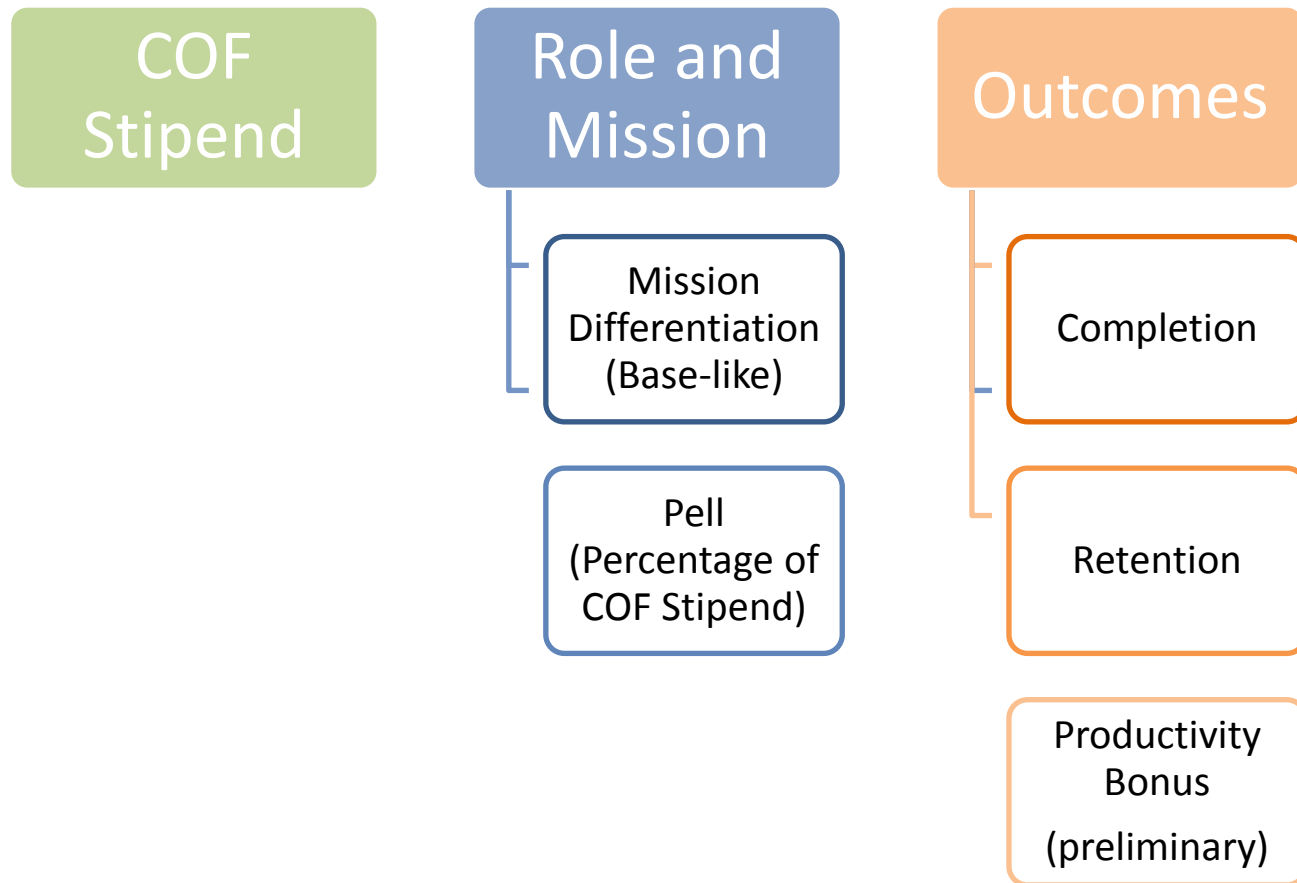 COF
Stipend
Role and
Mission
Mission
Differentiation
(Base-like)
Pell
(Percentage of
COF Stipend)
Outcomes
Completion
Retention
Productivity
Bonus
(preliminary)